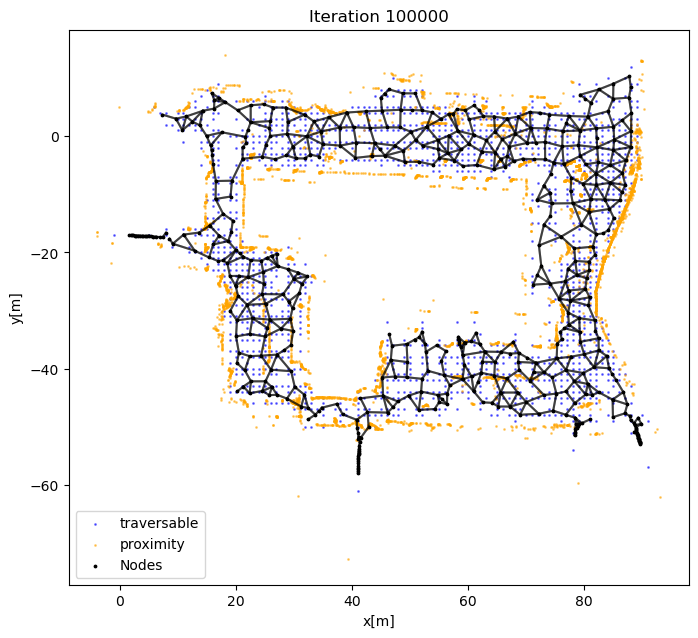 Iteration 100000
y[m]
0
−20
−40
−60
traversable
proximity
Nodes
0 20 40 60 80
x[m]